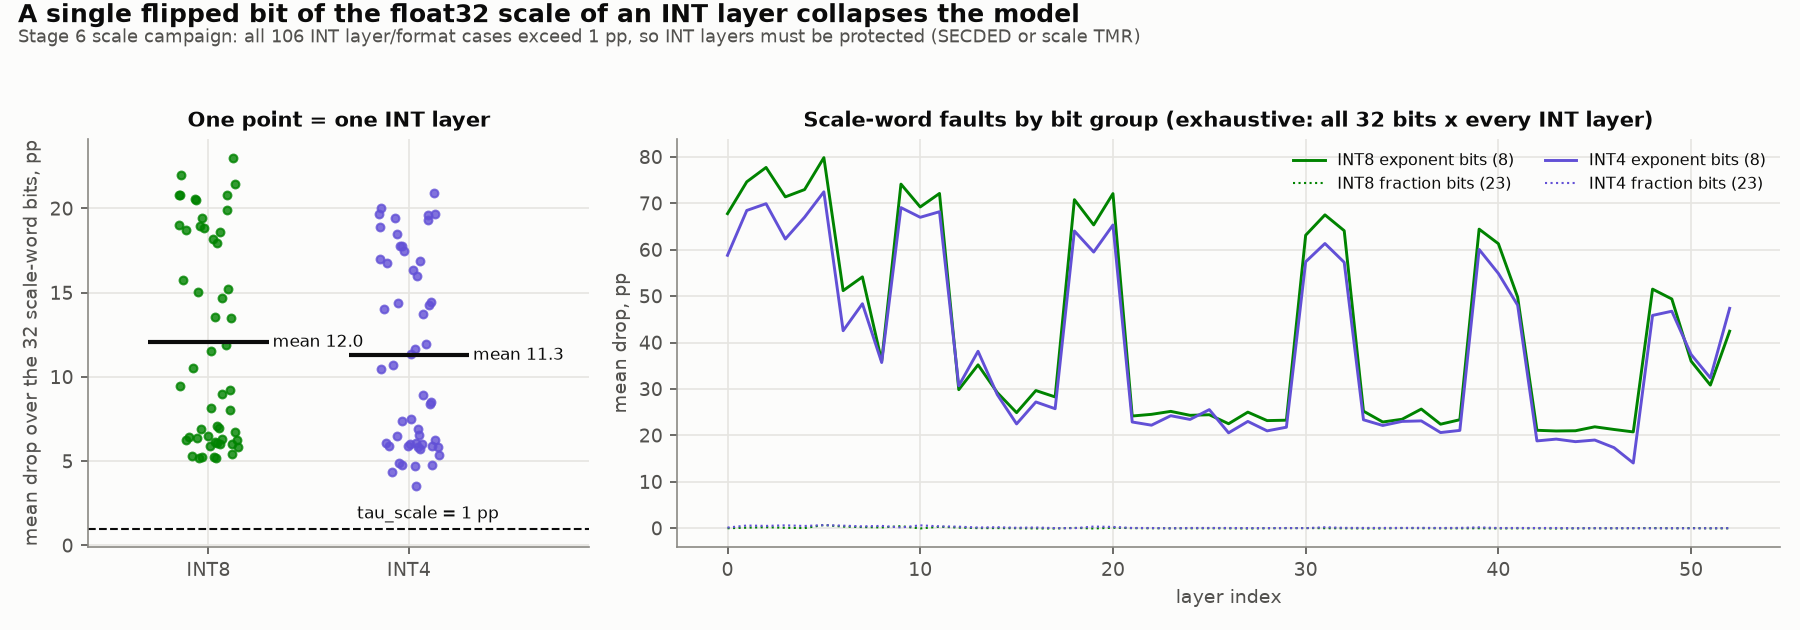 A single flipped bit of the float32 scale of an INT layer collapses the model
Stage 6 scale campaign: all 106 INT layer/format cases exceed 1 pp, so INT layers must be protected (SECDED or scale TMR)
One point = one INT layer
mean drop over the 32 scale-word bits, pp
20
15
10
5
0
mean 12.0
mean 11.3
tau_scale = 1 pp
INT8
INT4
Scale-word faults by bit group (exhaustive: all 32 bits x every INT layer)
INT8 exponent bits (8)
INT8 fraction bits (23)
INT4 exponent bits (8)
INT4 fraction bits (23)
mean drop, pp
80
70
60
50
40
30
20
10
0
0
10
20
30
40
50
layer index